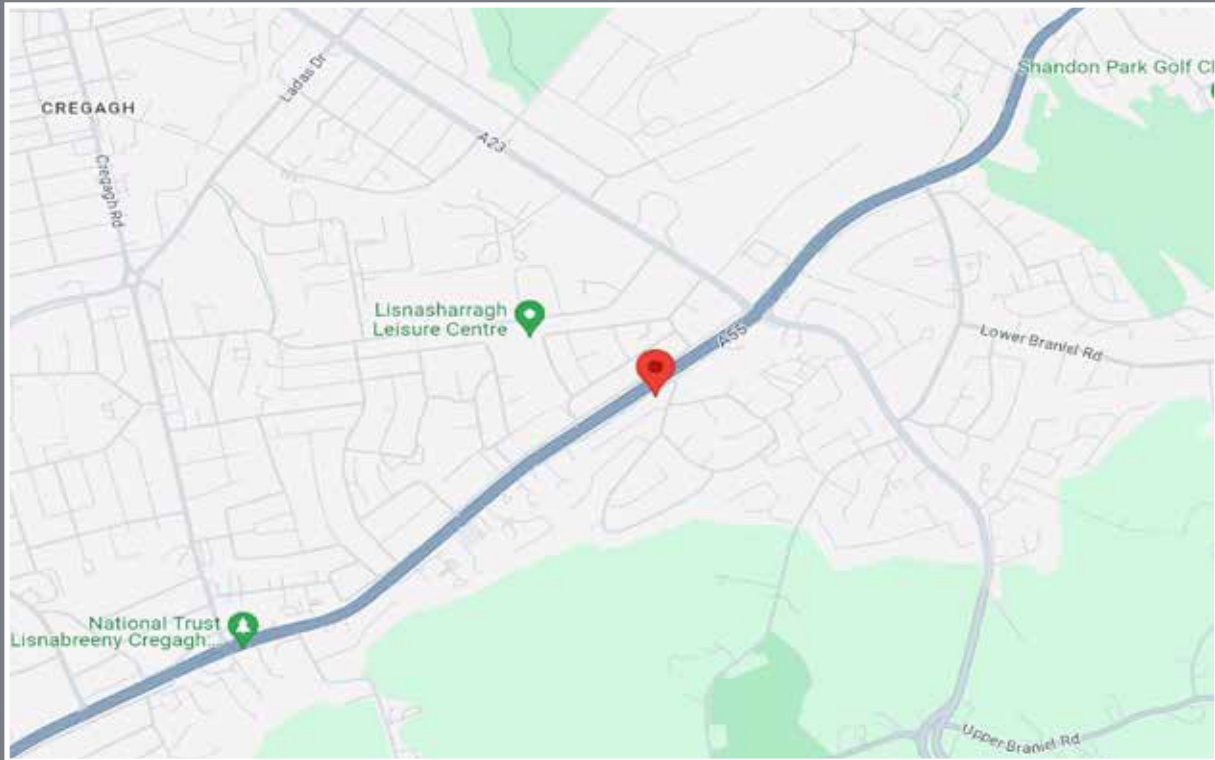 Shandon Park Golf Cl
Ladas Dr
CREGAGH
A23
Cregagh Rd
Lisnasharragh
Leisure Centre
A55
Lower Braniel Rd
National Trust
Lisnabreeny Cregagh...
Upper Braniel Rd